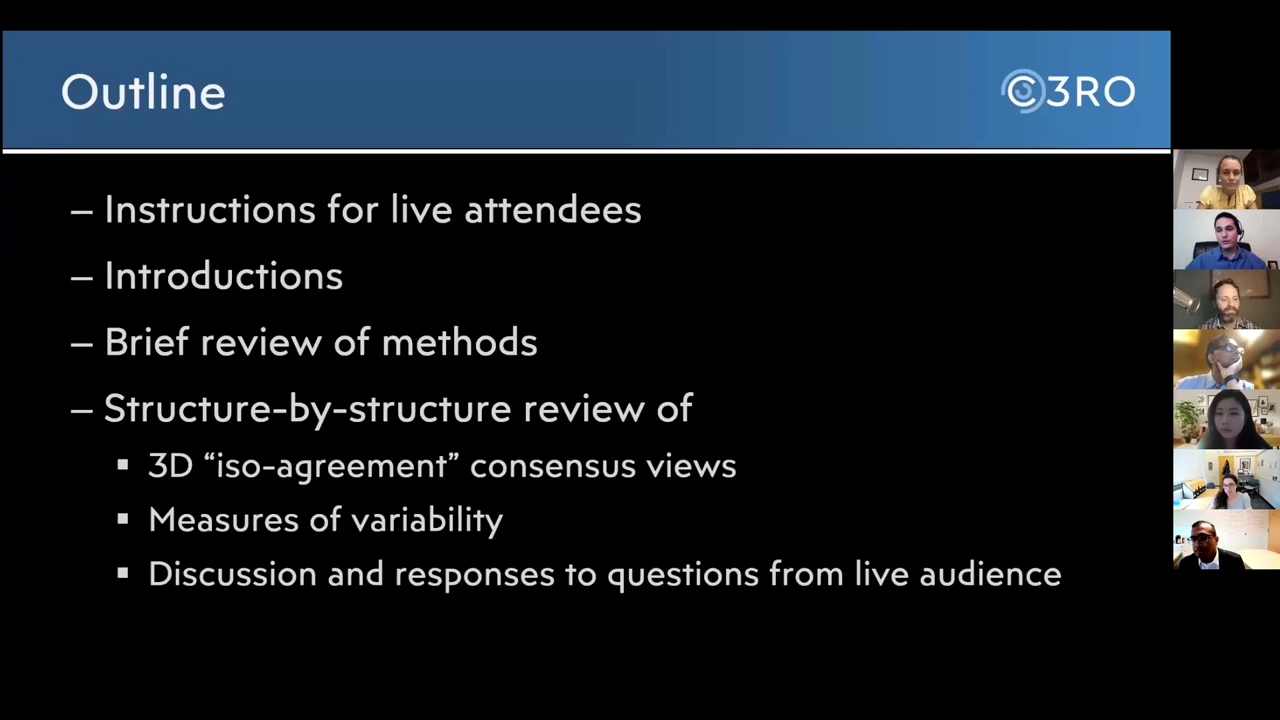 Outline
C3RO
– Instructions for live attendees
– Introductions
– Brief review of methods
– Structure-by-structure review of
▪ 3D “iso-agreement” consensus views
▪ Measures of variability
▪ Discussion and responses to questions from live audience